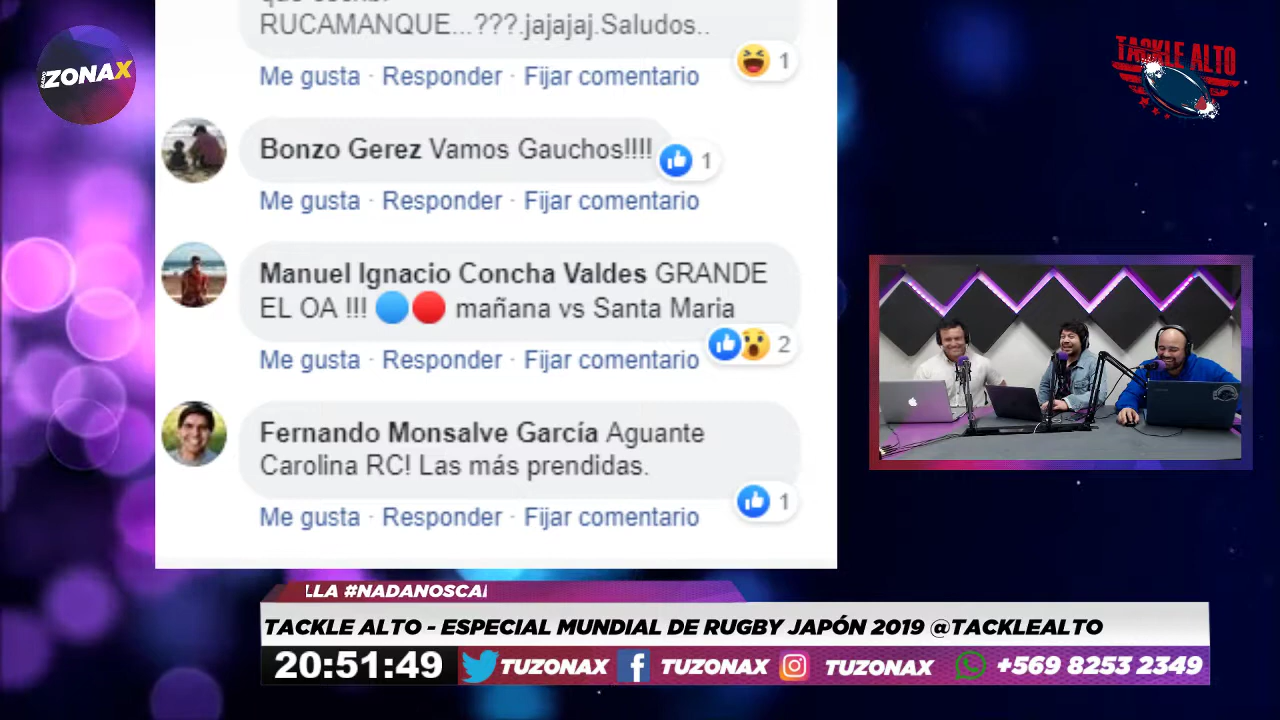 RUCAMANQUE...???.jajajaj.Saludos..
1
Me gusta · Responder · Fijar comentario
ZONAX
TACKLE ALTO
Bonzo Gerez Vamos Gauchos!!!!
1
Me gusta · Responder · Fijar comentario
Manuel Ignacio Concha Valdes GRANDE
EL OA !!! 🔵🔴 mañana vs Santa Maria
2
Me gusta · Responder · Fijar comentario
Fernando Monsalve García Aguante
Carolina RC! Las más prendidas.
1
Me gusta · Responder · Fijar comentario
LLA #NADANOSCA
TACKLE ALTO - ESPECIAL MUNDIAL DE RUGBY JAPÓN 2019 @TACKLEALTO
20:51:49 TUZONAX TUZONAX TUZONAX +569 8253 2349